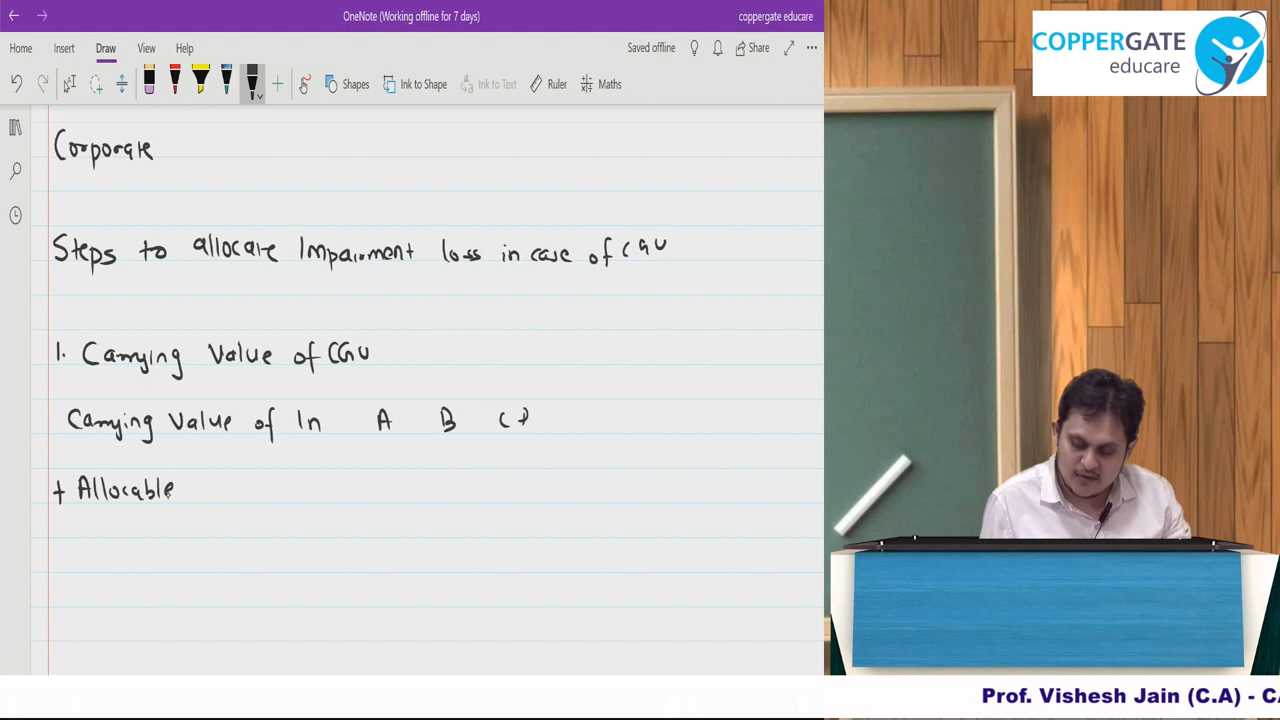 OneNote (Working offline for 7 days)
coppergate educare
Home Insert Draw View Help
Saved offline Share
Shapes Ink to Shape Ink to Text Ruler Maths
COPPERGATE
educare
Corporate
Steps to allocate Impairment loss in case of CGU
1. Carrying Value of CGU
Carrying Value of In A B C
+ Allocable
Prof. Vishesh Jain (C.A) - CA